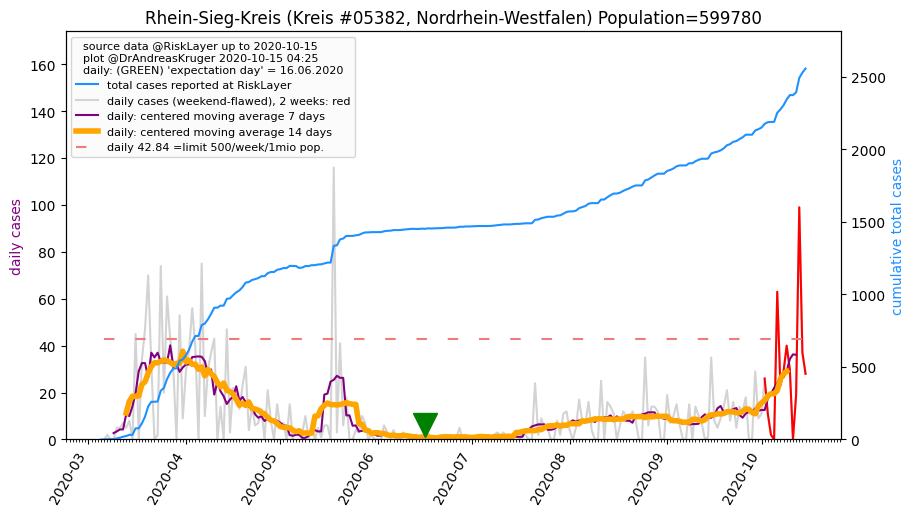 Rhein-Sieg-Kreis (Kreis #05382, Nordrhein-Westfalen) Population=599780
source data @RiskLayer up to 2020-10-15
plot @DrAndreasKruger 2020-10-15 04:25
daily: (GREEN) 'expectation day' = 16.06.2020
total cases reported at RiskLayer
daily cases (weekend-flawed), 2 weeks: red
daily: centered moving average 7 days
daily: centered moving average 14 days
daily 42.84 =limit 500/week/1mio pop.
daily cases
160
140
120
100
80
60
40
20
0
2500
2000
1500
1000
500
0
cumulative total cases
2020-03
2020-04
2020-05
2020-06
2020-07
2020-08
2020-09
2020-10